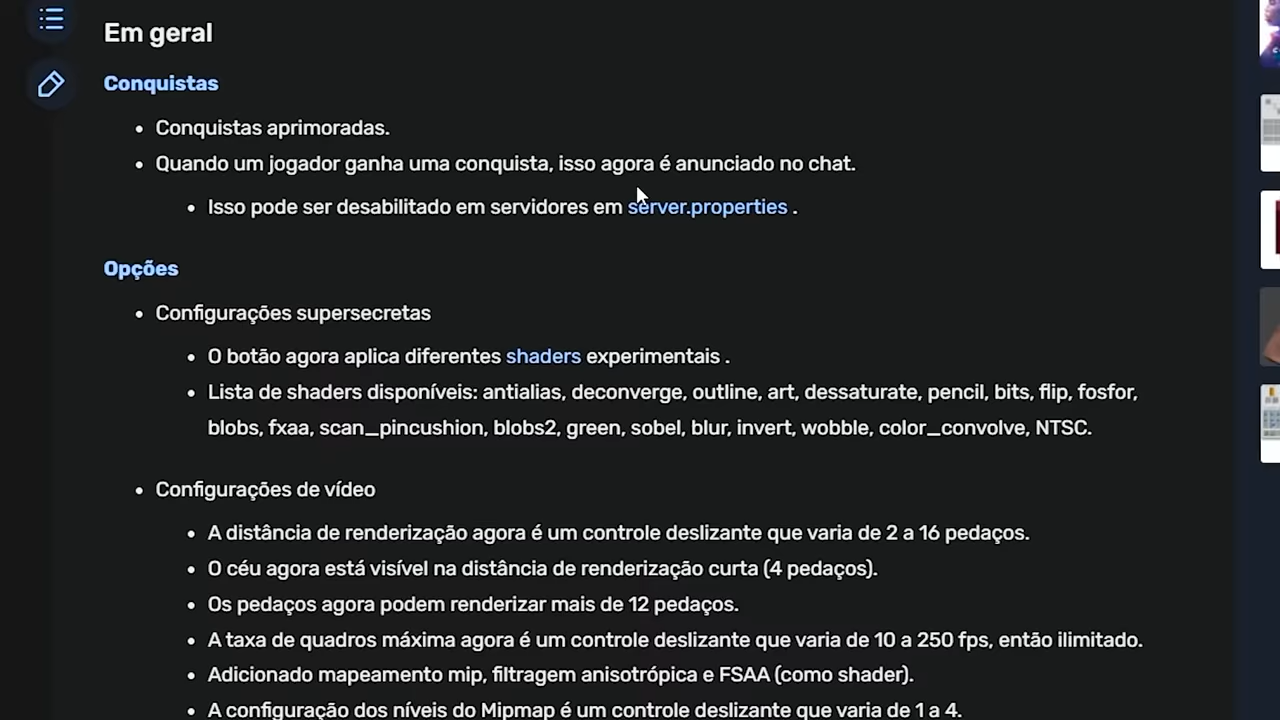 Em geral
Conquistas
Conquistas aprimoradas.
Quando um jogador ganha uma conquista, isso agora é anunciado no chat.
Isso pode ser desabilitado em servidores em server.properties .
Opções
Configurações supersecretas
O botão agora aplica diferentes shaders experimentais .
Lista de shaders disponíveis: antialias, deconverge, outline, art, dessaturate, pencil, bits, flip, fosfor,
blobs, fxaa, scan_pincushion, blobs2, green, sobel, blur, invert, wobble, color_convolve, NTSC.
Configurações de vídeo
A distância de renderização agora é um controle deslizante que varia de 2 a 16 pedaços.
O céu agora está visível na distância de renderização curta (4 pedaços).
Os pedaços agora podem renderizar mais de 12 pedaços.
A taxa de quadros máxima agora é um controle deslizante que varia de 10 a 250 fps, então ilimitado.
Adicionado mapeamento mip, filtragem anisotrópica e FSAA (como shader).
A configuração dos níveis do Mipmap é um controle deslizante que varia de 1 a 4.